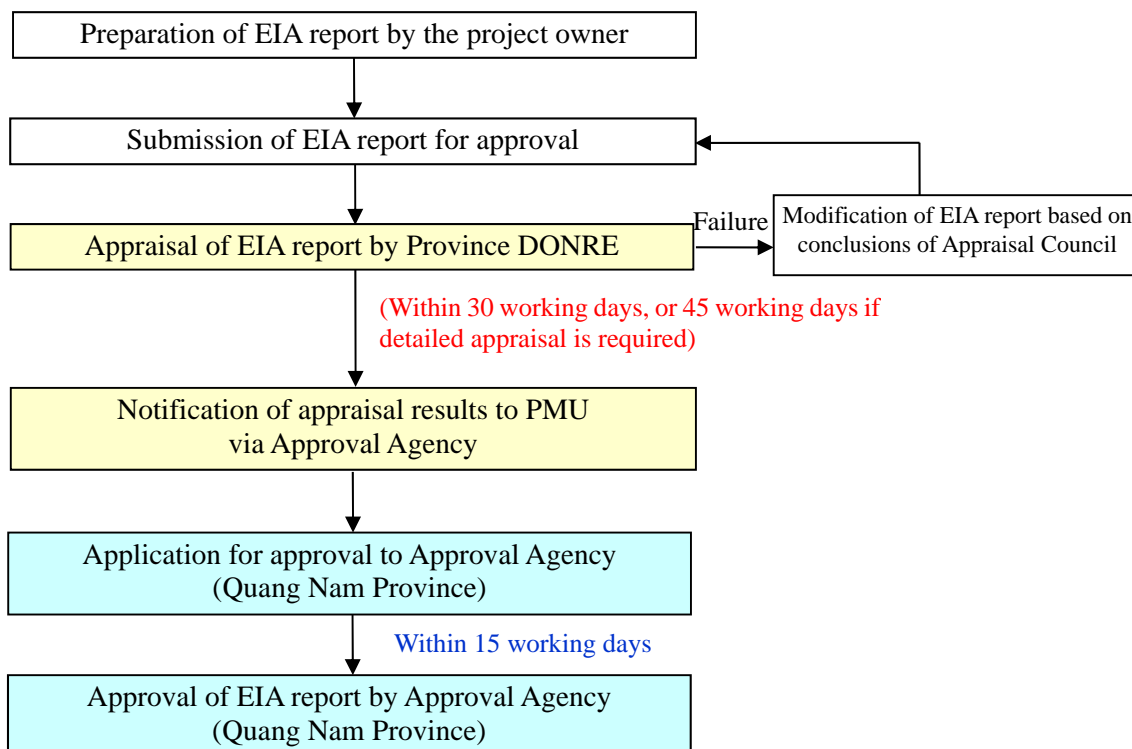 Preparation of EIA report by the project owner
Submission of EIA report for approval
Failure
Modification of EIA report based on
conclusions of Appraisal Council
Appraisal of EIA report by Province DONRE
(Within 30 working days, or 45 working days if
detailed appraisal is required)
Notification of appraisal results to PMU
via Approval Agency
Application for approval to Approval Agency
(Quang Nam Province)
Within 15 working days
Approval of EIA report by Approval Agency
(Quang Nam Province)